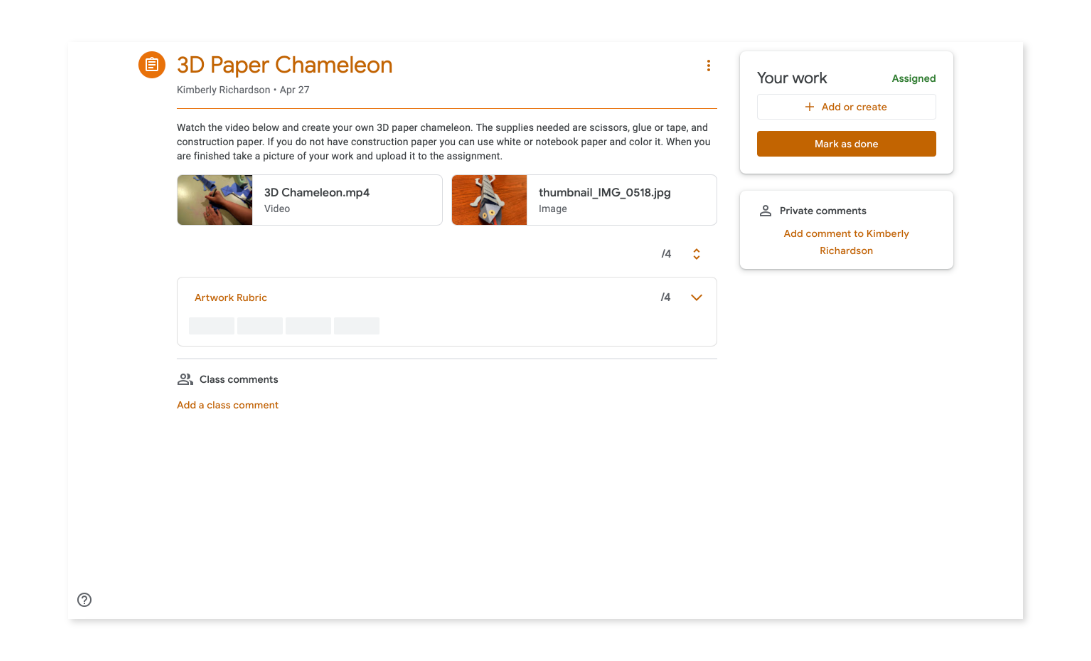 3D Paper Chameleon
Kimberly Richardson • Apr 27
Watch the video below and create your own 3D paper chameleon. The supplies needed are scissors, glue or tape, and
construction paper. If you do not have construction paper you can use white or notebook paper and color it. When you
are finished take a picture of your work and upload it to the assignment.
3D Chameleon.mp4
Video
thumbnail_IMG_0518.jpg
Image
/4
Artwork Rubric
/4
Class comments
Add a class comment
Your work
Assigned
+ Add or create
Mark as done
Private comments
Add comment to Kimberly
Richardson